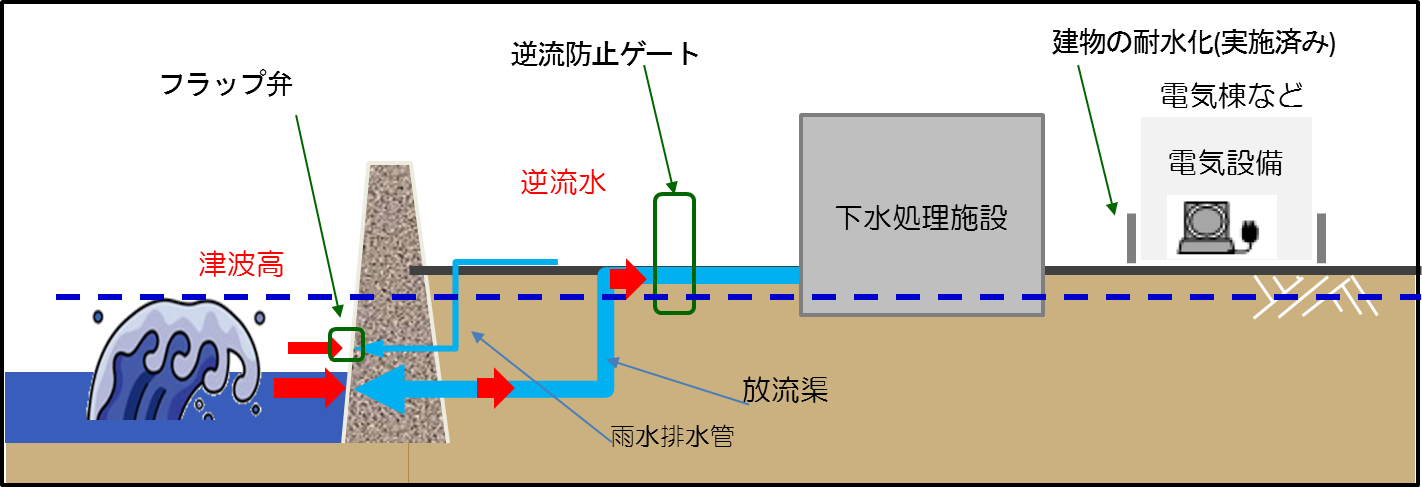 建物の耐水化(実施済み)
逆流防止ゲート
フラップ弁
電気棟など
電気設備
逆流水
下水処理施設
津波高
放流渠
雨水排水管